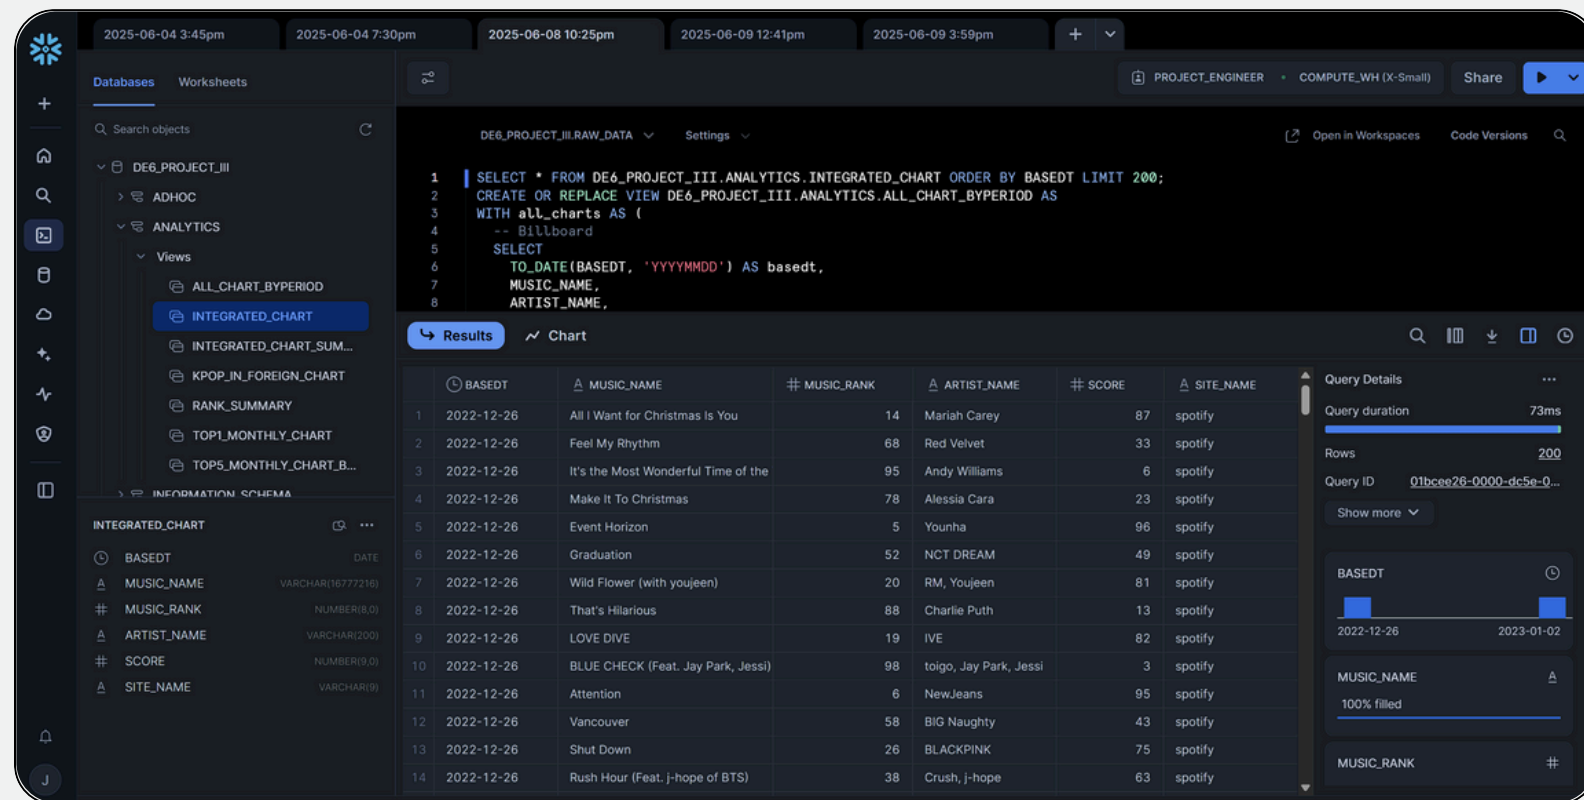 2025-06-04 3:45pm
2025-06-04 7:30pm
2025-06-08 10:25pm
2025-06-09 12:41pm
2025-06-09 3:59pm
Databases
Worksheets
Search objects
DE6_PROJECT_III
ADHOC
ANALYTICS
Views
ALL_CHART_BYPERIOD
INTEGRATED_CHART
INTEGRATED_CHART_SUM...
KPOP_IN_FOREIGN_CHART
RANK_SUMMARY
TOP1_MONTHLY_CHART
TOP5_MONTHLY_CHART_B...
INFORMATION_SCHEMA
INTEGRATED_CHART
BASEDT DATE
MUSIC_NAME VARCHAR(16777216)
MUSIC_RANK NUMBER(8,0)
ARTIST_NAME VARCHAR(200)
SCORE NUMBER(9,0)
SITE_NAME VARCHAR(9)
J
PROJECT_ENGINEER • COMPUTE_WH (X-Small)
Share
DE6_PROJECT_III.RAW_DATA
Settings
Open in Workspaces
Code Versions
1 SELECT * FROM DE6_PROJECT_III.ANALYTICS.INTEGRATED_CHART ORDER BY BASEDT LIMIT 200;
2 CREATE OR REPLACE VIEW DE6_PROJECT_III.ANALYTICS.ALL_CHART_BYPERIOD AS
3 WITH all_charts AS (
4 -- Billboard
5 SELECT
6 TO_DATE(BASEDT, 'YYYYMMDD') AS basedt,
7 MUSIC_NAME,
8 ARTIST_NAME,
Results
Chart
BASEDT MUSIC_NAME MUSIC_RANK ARTIST_NAME SCORE SITE_NAME
1 2022-12-26 All I Want for Christmas Is You 14 Mariah Carey 87 spotify
2 2022-12-26 Feel My Rhythm 68 Red Velvet 33 spotify
3 2022-12-26 It's the Most Wonderful Time of the 95 Andy Williams 6 spotify
4 2022-12-26 Make It To Christmas 78 Alessia Cara 23 spotify
5 2022-12-26 Event Horizon 5 Younha 96 spotify
6 2022-12-26 Graduation 52 NCT DREAM 49 spotify
7 2022-12-26 Wild Flower (with youjeen) 20 RM, Youjeen 81 spotify
8 2022-12-26 That's Hilarious 88 Charlie Puth 13 spotify
9 2022-12-26 LOVE DIVE 19 IVE 82 spotify
10 2022-12-26 BLUE CHECK (Feat. Jay Park, Jessi) 98 toigo, Jay Park, Jessi 3 spotify
11 2022-12-26 Attention 6 NewJeans 95 spotify
12 2022-12-26 Vancouver 58 BIG Naughty 43 spotify
13 2022-12-26 Shut Down 26 BLACKPINK 75 spotify
14 2022-12-26 Rush Hour (Feat. j-hope of BTS) 38 Crush, j-hope 63 spotify
Query Details
Query duration 73ms
Rows 200
Query ID 01bcee26-0000-dc5e-0...
Show more
BASEDT
2022-12-26 2023-01-02
MUSIC_NAME
100% filled
MUSIC_RANK